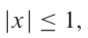 |x| ≤ 1,